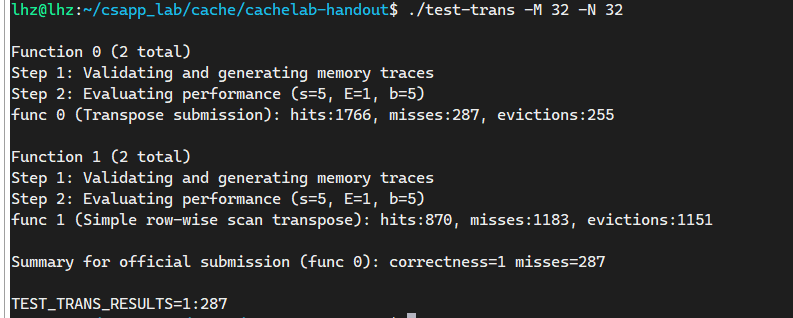 lhz@lhz:~/csapp_lab/cache/cachelab-handout$ ./test-trans -M 32 -N 32
Function 0 (2 total)
Step 1: Validating and generating memory traces
Step 2: Evaluating performance (s=5, E=1, b=5)
func 0 (Transpose submission): hits:1766, misses:287, evictions:255
Function 1 (2 total)
Step 1: Validating and generating memory traces
Step 2: Evaluating performance (s=5, E=1, b=5)
func 1 (Simple row-wise scan transpose): hits:870, misses:1183, evictions:1151
Summary for official submission (func 0): correctness=1 misses=287
TEST_TRANS_RESULTS=1:287